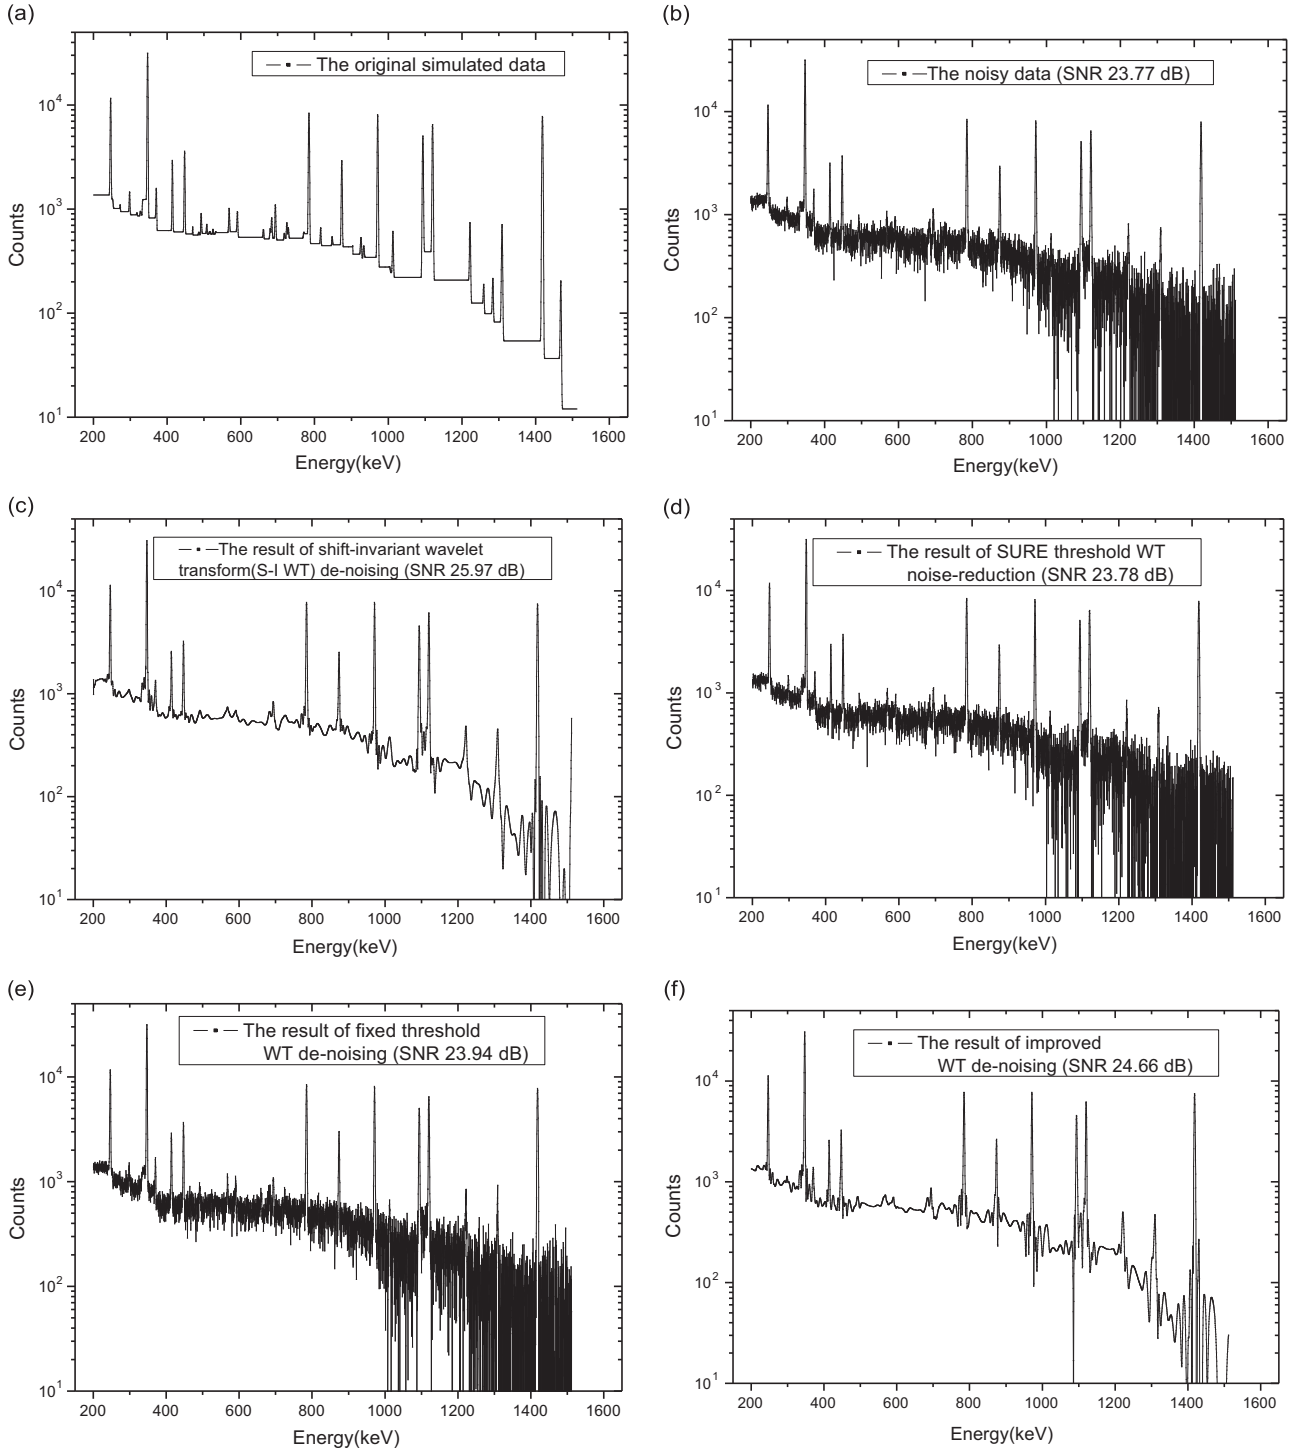 (a)
The original simulated data
10^4
10^3
10^2
10^1
Counts
200 400 600 800 1000 1200 1400 1600
Energy(keV)
(b)
The noisy data (SNR 23.77 dB)
10^4
10^3
10^2
10^1
Counts
200 400 600 800 1000 1200 1400 1600
Energy(keV)
(c)
The result of shift-invariant wavelet
transform(S-I WT) de-noising (SNR 25.97 dB)
10^4
10^3
10^2
10^1
Counts
200 400 600 800 1000 1200 1400 1600
Energy(keV)
(d)
The result of SURE threshold WT
noise-reduction (SNR 23.78 dB)
10^4
10^3
10^2
10^1
Counts
200 400 600 800 1000 1200 1400 1600
Energy(keV)
(e)
The result of fixed threshold
WT de-noising (SNR 23.94 dB)
10^4
10^3
10^2
10^1
Counts
200 400 600 800 1000 1200 1400 1600
Energy(keV)
(f)
The result of improved
WT de-noising (SNR 24.66 dB)
10^4
10^3
10^2
10^1
Counts
200 400 600 800 1000 1200 1400 1600
Energy(keV)